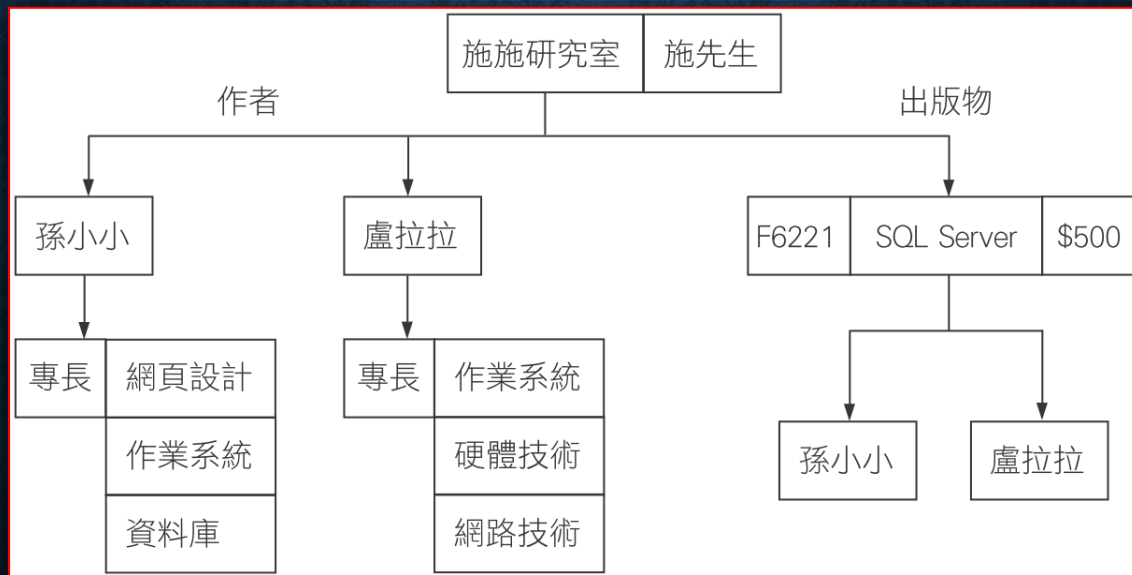 施施研究室 施先生
作者 出版物
孫小小 盧拉拉 F6221 SQL Server $500
專長 網頁設計 專長 作業系統
作業系統 硬體技術 孫小小 盧拉拉
資料庫 網路技術